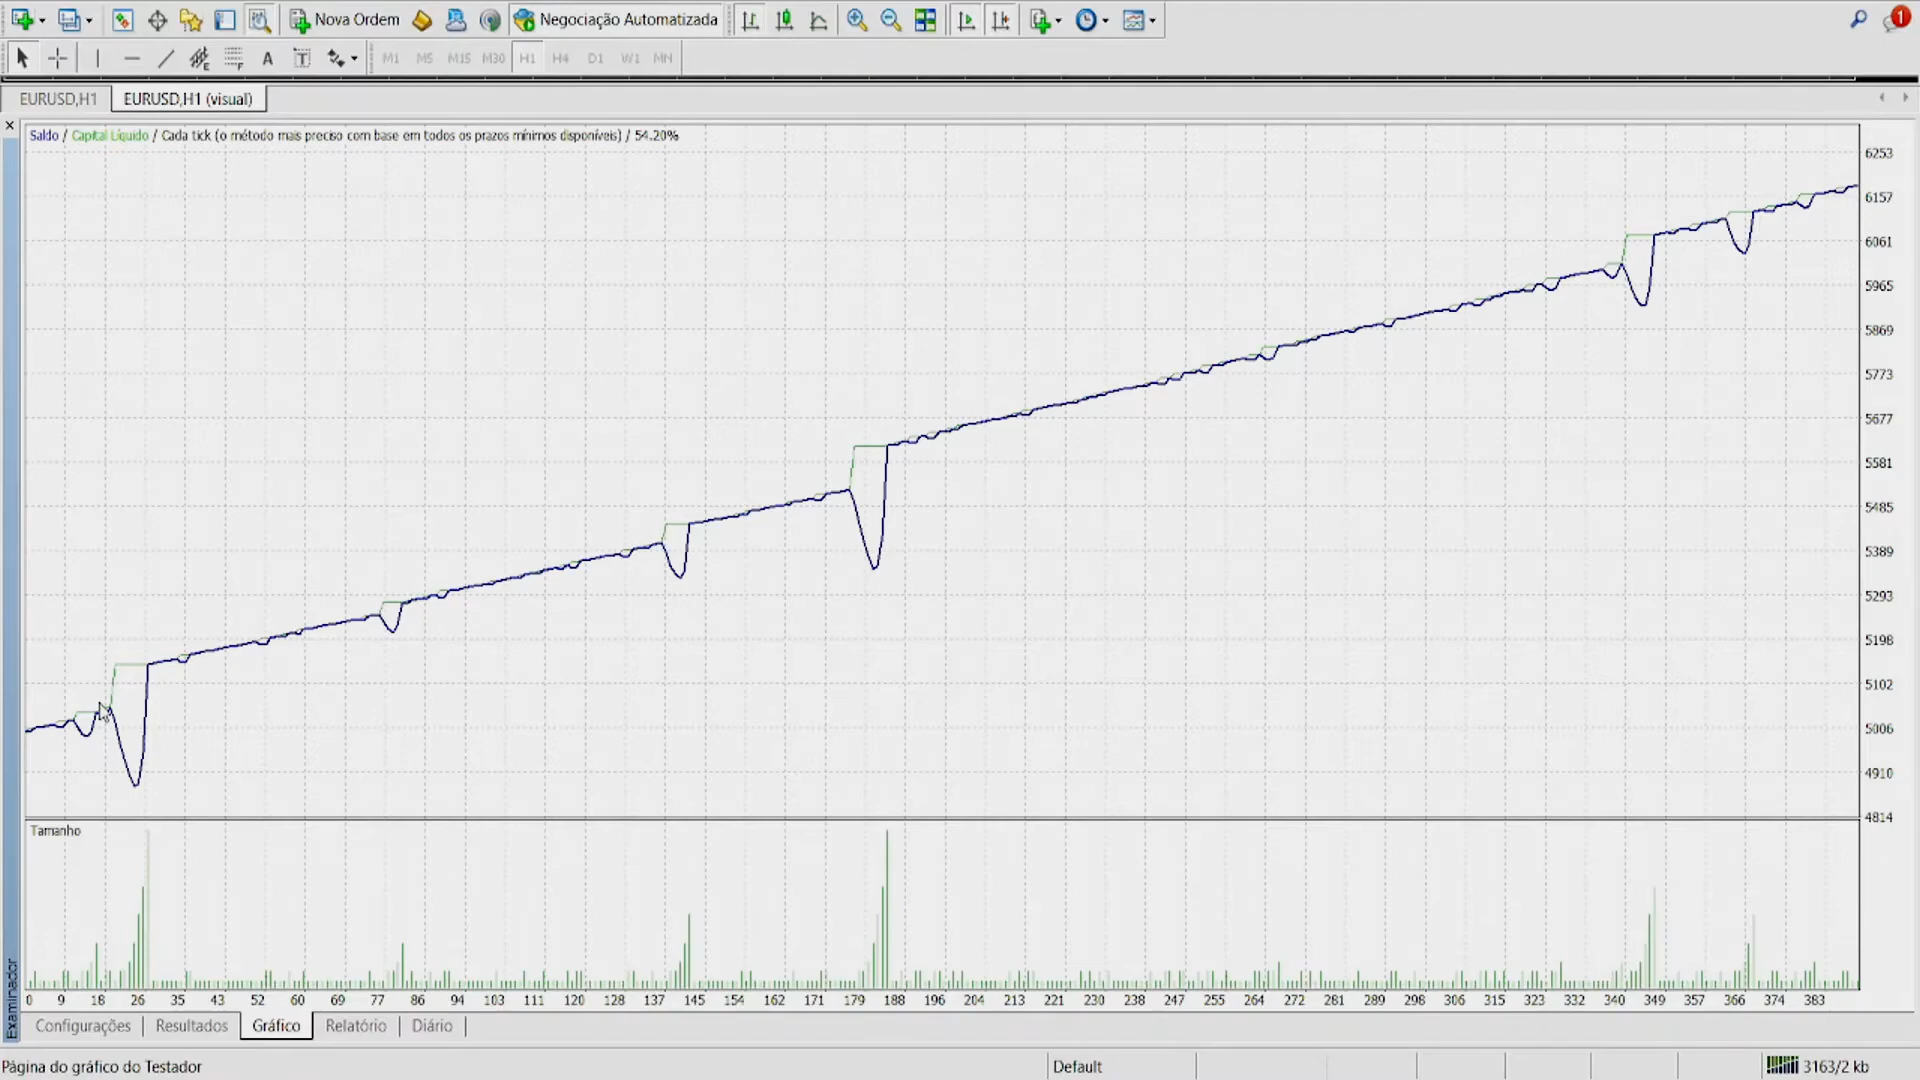 Nova Ordem Negociação Automatizada 1
A T M1 M5 M15 M30 H1 H4 D1 W1 MN
EURUSD,H1 EURUSD,H1 (visual)
Saldo / Capital Líquido / Cada tick (o método mais preciso com base em todos os prazos mínimos disponíveis) / 54.20%
6253
6157
6061
5965
5869
5773
5677
5581
5485
5389
5293
5198
5102
5006
4910
4814
Tamanho
0 9 18 26 35 43 52 60 69 77 86 94 103 111 120 128 137 145 154 162 171 179 188 196 204 213 221 230 238 247 255 264 272 281 289 298 306 315 323 332 340 349 357 366 374 383
Examinador
Configurações Resultados Gráfico Relatório Diário
Página do gráfico do Testador Default 3163/2 kb